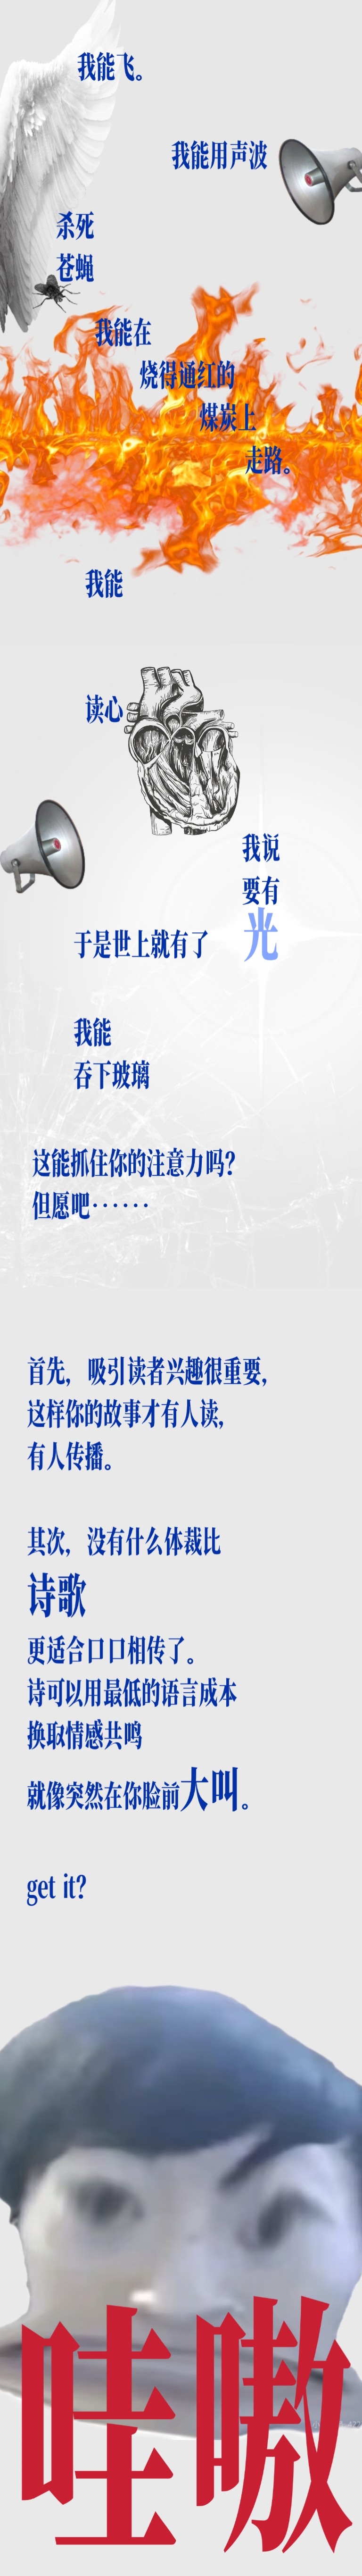 我能飞。
我能用声波
杀死
苍蝇
我能在
烧得通红的
煤炭上
走路。
我能
读心
我说
要有
光
于是世上就有了
我能
吞下玻璃
这能抓住你的注意力吗?
但愿吧······
首先，吸引读者兴趣很重要，
这样你的故事才有人读，
有人传播。
其次，没有什么体裁比
诗歌
更适合口口相传了。
诗可以用最低的语言成本
换取情感共鸣
就像突然在你脸前大叫。
get it?
哇嗷